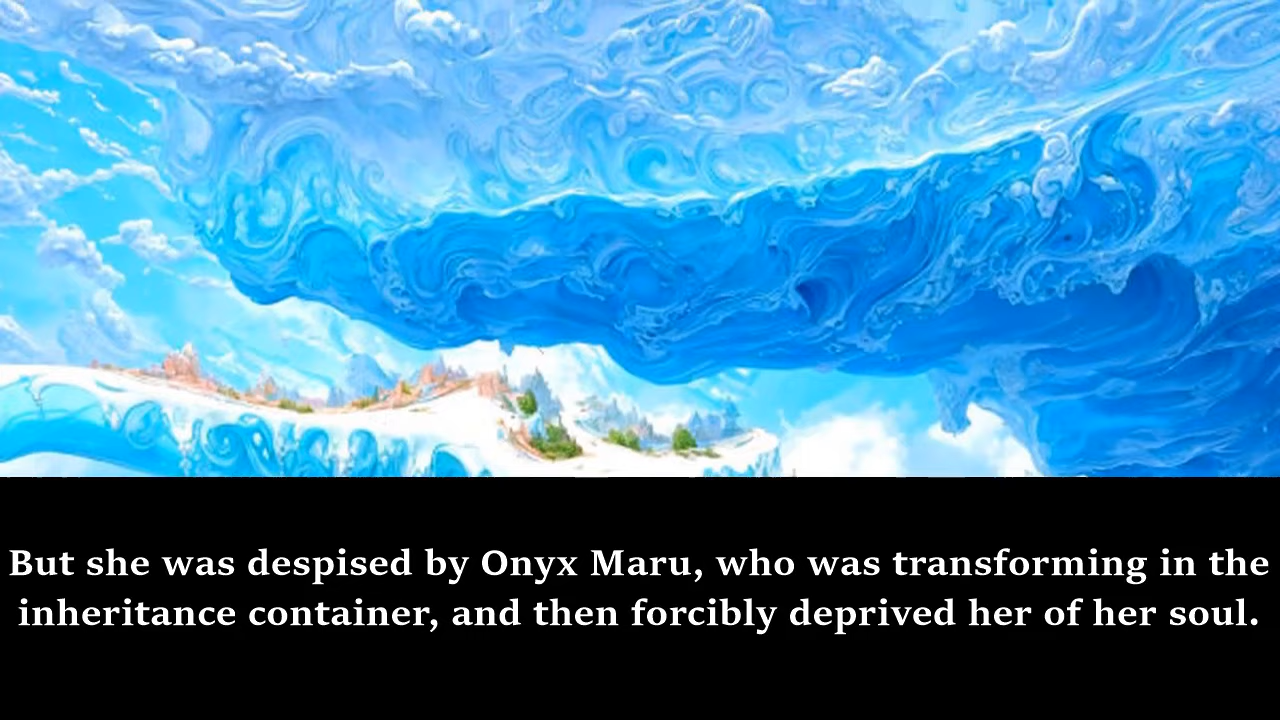 But she was despised by Onyx Maru, who was transforming in the
inheritance container, and then forcibly deprived her of her soul.